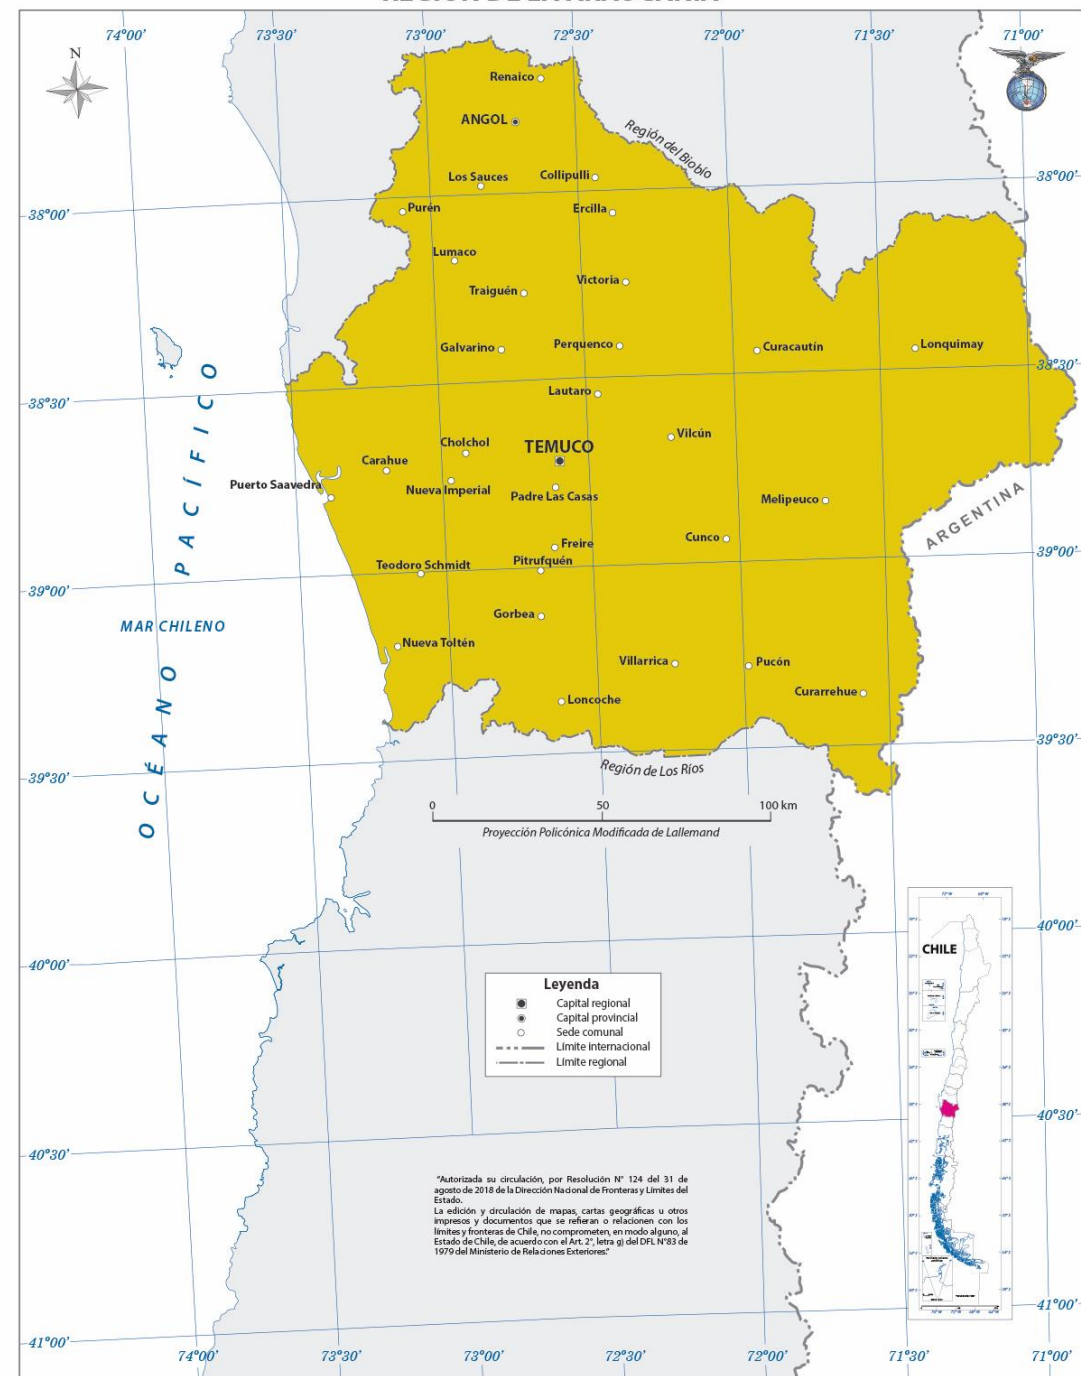 74°00'
73°30'
73°00'
72°30'
72°00'
71°30'
71°00'
N
Renaico
ANGOL
Región del Biobío
Los Sauces
Collipulli
38°00'
38°00'
Purén
Ercilla
Lumaco
Victoria
Traiguén
Galvarino
Perquenco
Curacautín
Lonquimay
38°30'
38°30'
Lautaro
OCÉANO PACÍFICO
Cholchol
TEMUCO
Vilcún
Carahue
Puerto Saavedra
Nueva Imperial
Padre Las Casas
Melipeuco
ARGENTINA
Freire
Cunco
39°00'
39°00'
Teodoro Schmidt
Pitrufquén
Gorbea
MAR CHILENO
Nueva Toltén
Villarrica
Pucón
Curarrehue
Loncoche
39°30'
39°30'
Región de Los Ríos
0
50
100 km
Proyección Policónica Modificada de Lallemand
40°00'
40°00'
CHILE
Leyenda
Capital regional
Capital provincial
Sede comunal
Límite internacional
Límite regional
40°30'
40°30'
"Autorizada su circulación, por Resolución N° 124 del 31 de
agosto de 2018 de la Dirección Nacional de Fronteras y Límites del
Estado.
La edición y circulación de mapas, cartas geográficas u otros
impresos y documentos que se refieran o relacionen con los
límites y fronteras de Chile, no comprometen, en modo alguno, al
Estado de Chile, de acuerdo con el Art. 2°, letra g) del DFL N°83 de
1979 del Ministerio de Relaciones Exteriores."
41°00'
41°00'
74°00'
73°30'
73°00'
72°30'
72°00'
71°30'
71°00'